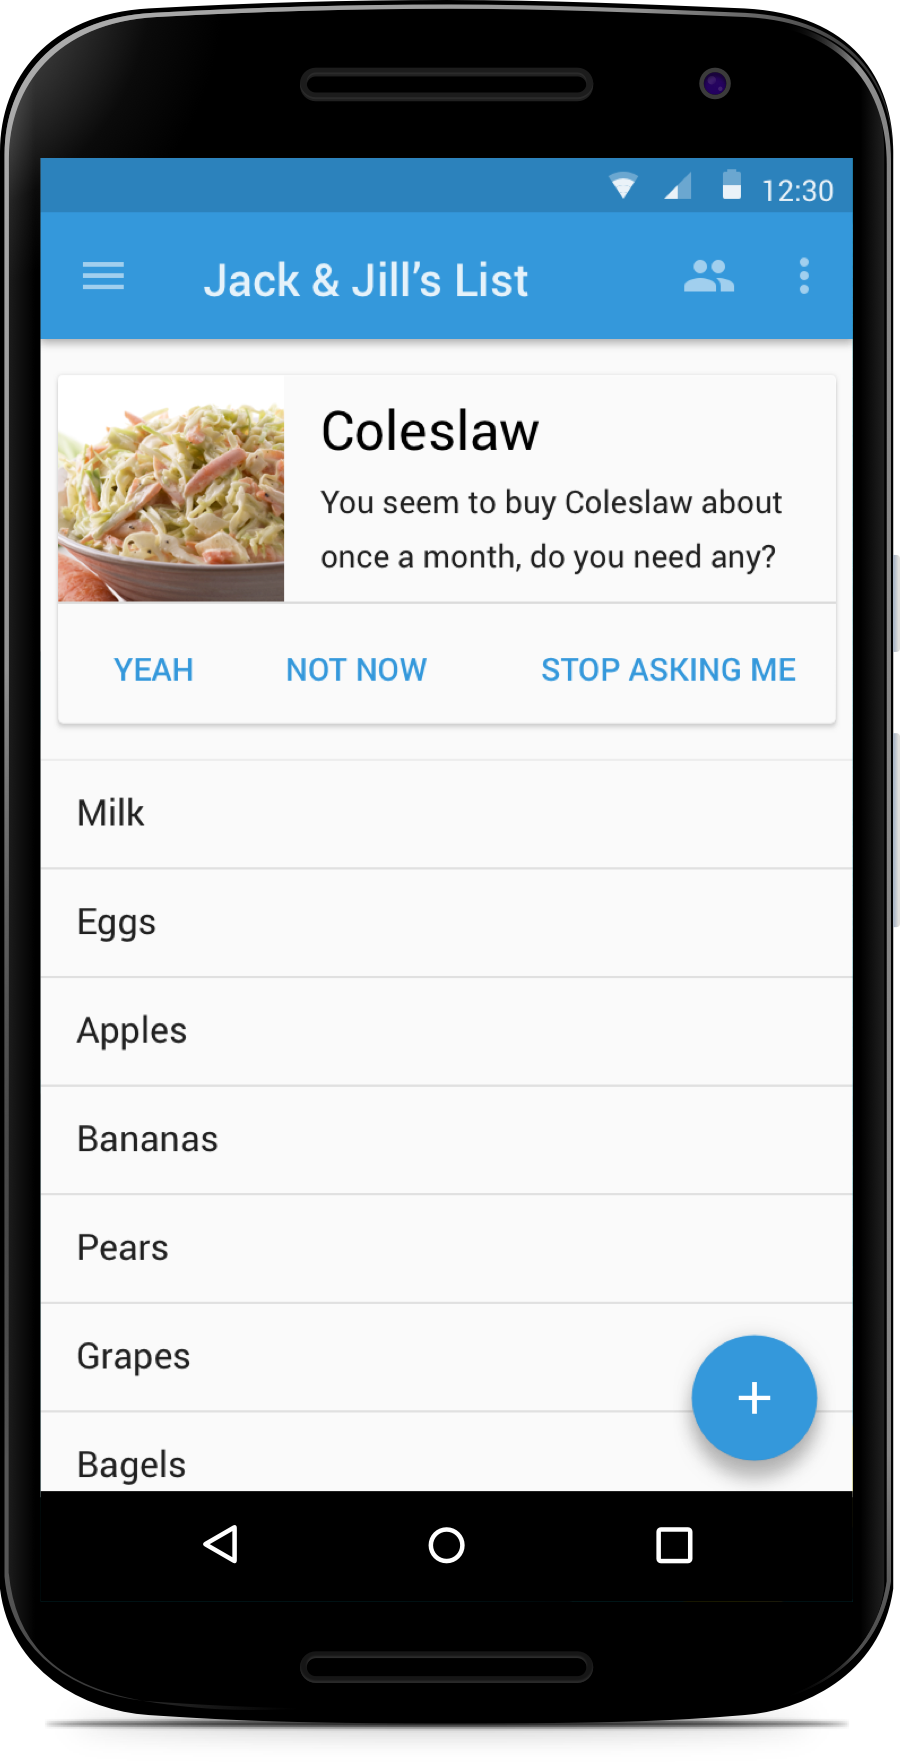 12:30
Jack & Jill’s List
Coleslaw
You seem to buy Coleslaw about
once a month, do you need any?
YEAH NOT NOW STOP ASKING ME
Milk
Eggs
Apples
Bananas
Pears
Grapes
Bagels